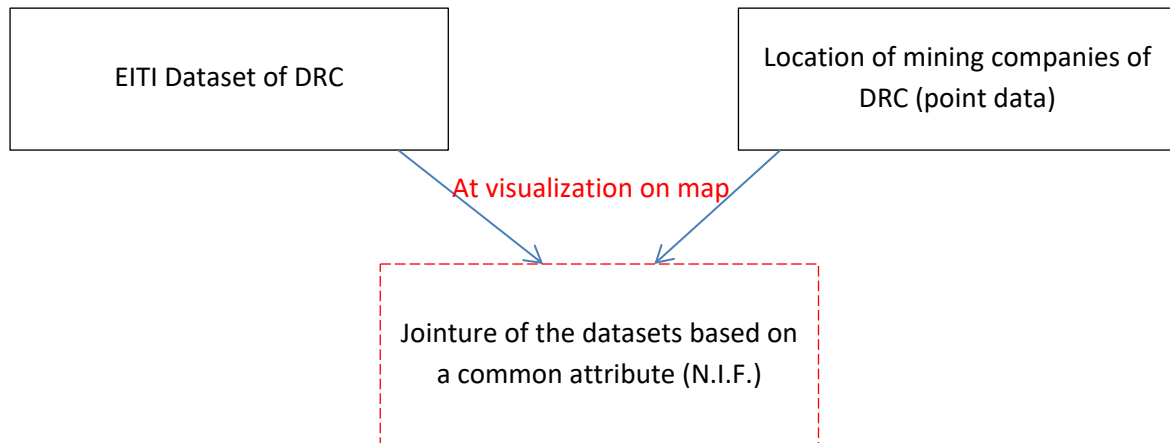 EITI Dataset of DRC
Location of mining companies of
DRC (point data)
At visualization on map
Jointure of the datasets based on
a common attribute (N.I.F.)